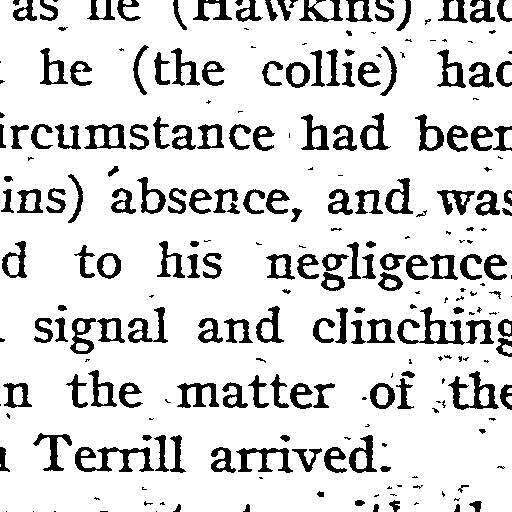 as he (Hawkins) had
he (the collie) had
ircumstance had been
ins) absence, and was
d to his negligence.
signal and clinching
in the matter of the
Terrill arrived.